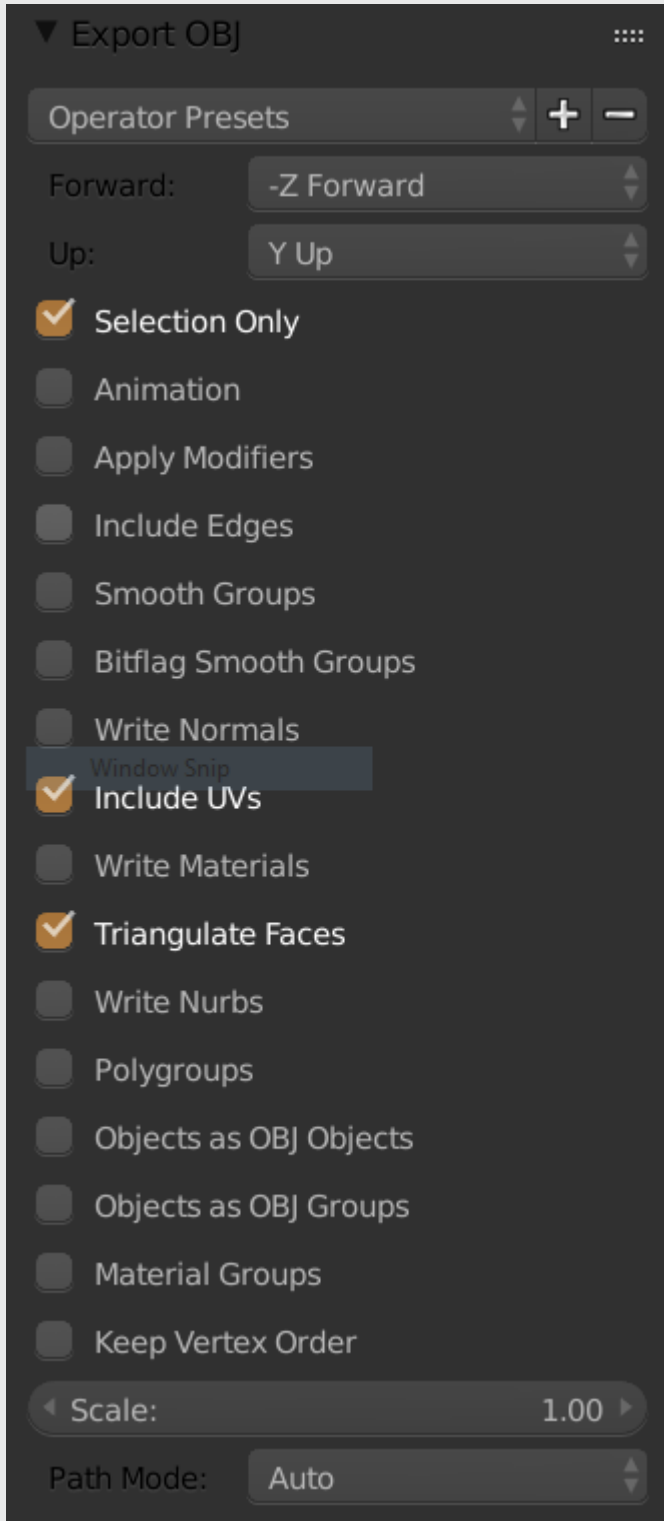 Export OBJ
Operator Presets
Forward: -Z Forward
Up: Y Up
Selection Only
Animation
Apply Modifiers
Include Edges
Smooth Groups
Bitflag Smooth Groups
Write Normals
Window Snip
Include UVs
Write Materials
Triangulate Faces
Write Nurbs
Polygroups
Objects as OBJ Objects
Objects as OBJ Groups
Material Groups
Keep Vertex Order
Scale: 1.00
Path Mode: Auto